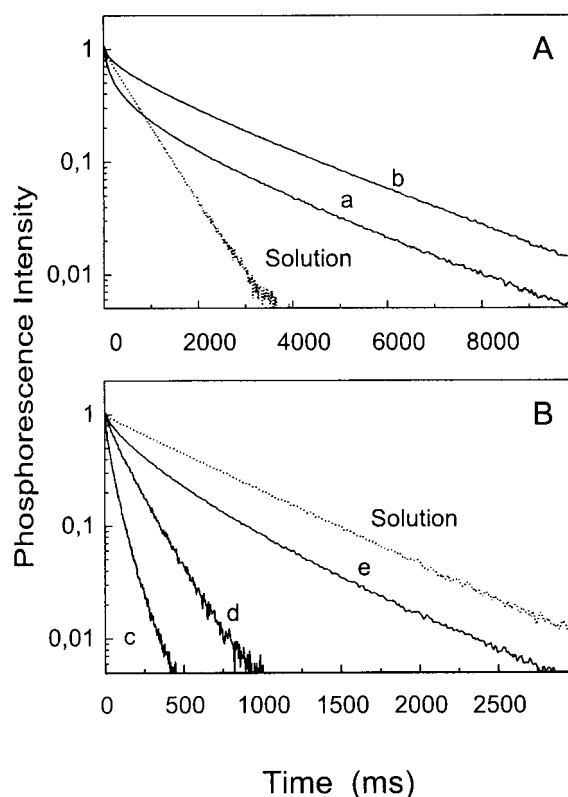 A
1
0,1
0,01
b
a
Solution
0 2000 4000 6000 8000
B
1
0,1
0,01
Solution
e
d
c
0 500 1000 1500 2000 2500
Phosphorescence Intensity
Time (ms)